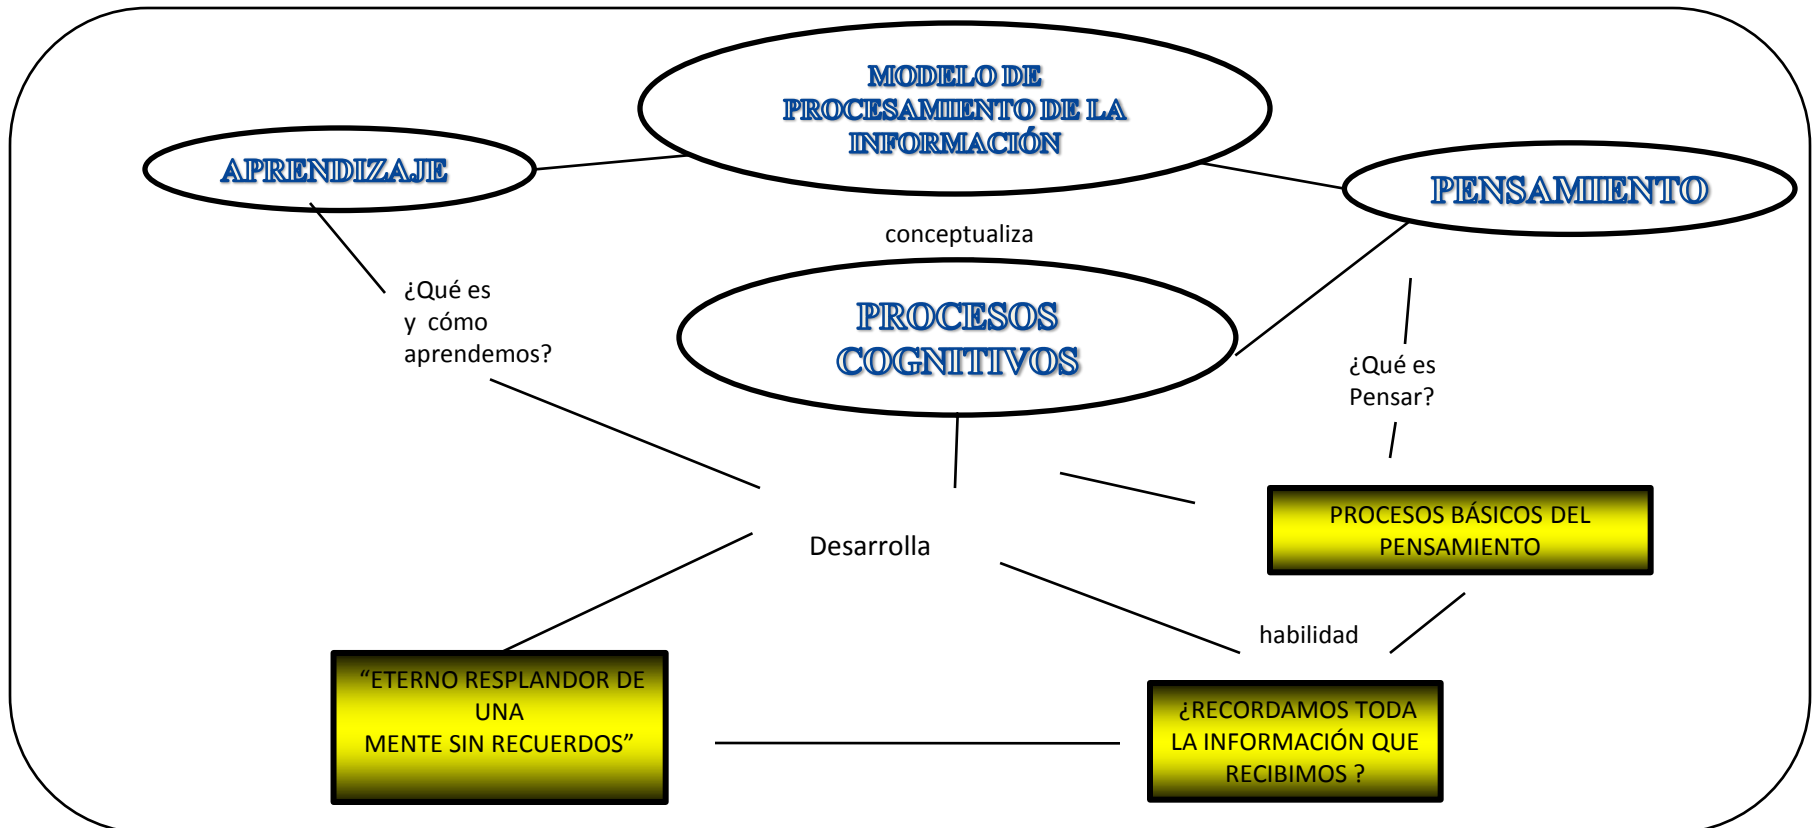 MODELO DE
PROCESAMIENTO DE LA
INFORMACIÓN
APRENDIZAJE
PENSAMIENTO
conceptualiza
¿Qué es
y cómo
aprendemos?
PROCESOS
COGNITIVOS
¿Qué es
Pensar?
Desarrolla
PROCESOS BÁSICOS DEL
PENSAMIENTO
habilidad
“ETERNO RESPLANDOR DE
UNA
MENTE SIN RECUERDOS”
¿RECORDAMOS TODA
LA INFORMACIÓN QUE
RECIBIMOS ?